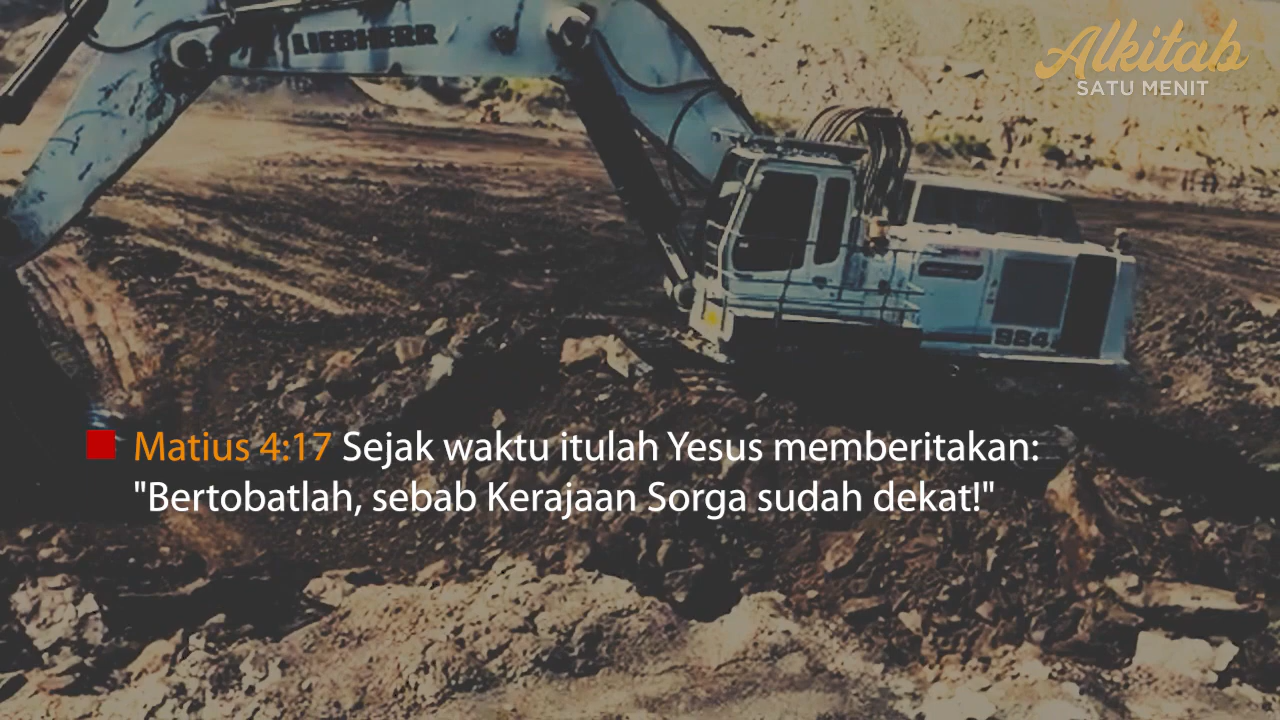 LIEBHERR
Alkitab
SATU MENIT
984
Matius 4:17 Sejak waktu itulah Yesus memberitakan:
"Bertobatlah, sebab Kerajaan Sorga sudah dekat!"